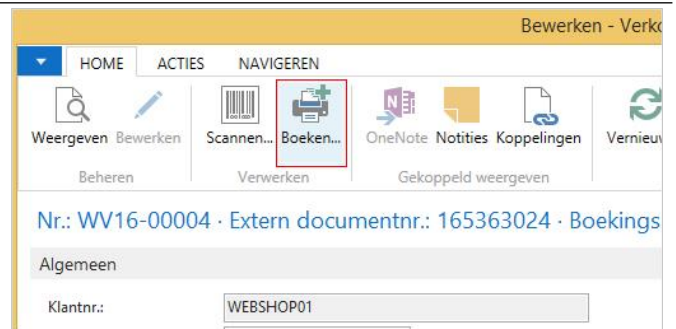 Bewerken - Verko
HOME ACTIES NAVIGEREN
Weergeven Bewerken Scannen... Boeken... OneNote Notities Koppelingen Vernieuw
Beheren Verwerken Gekoppeld weergeven
Nr.: WV16-00004 · Extern documentnr.: 165363024 · Boekings
Algemeen
Klantnr.: WEBSHOP01